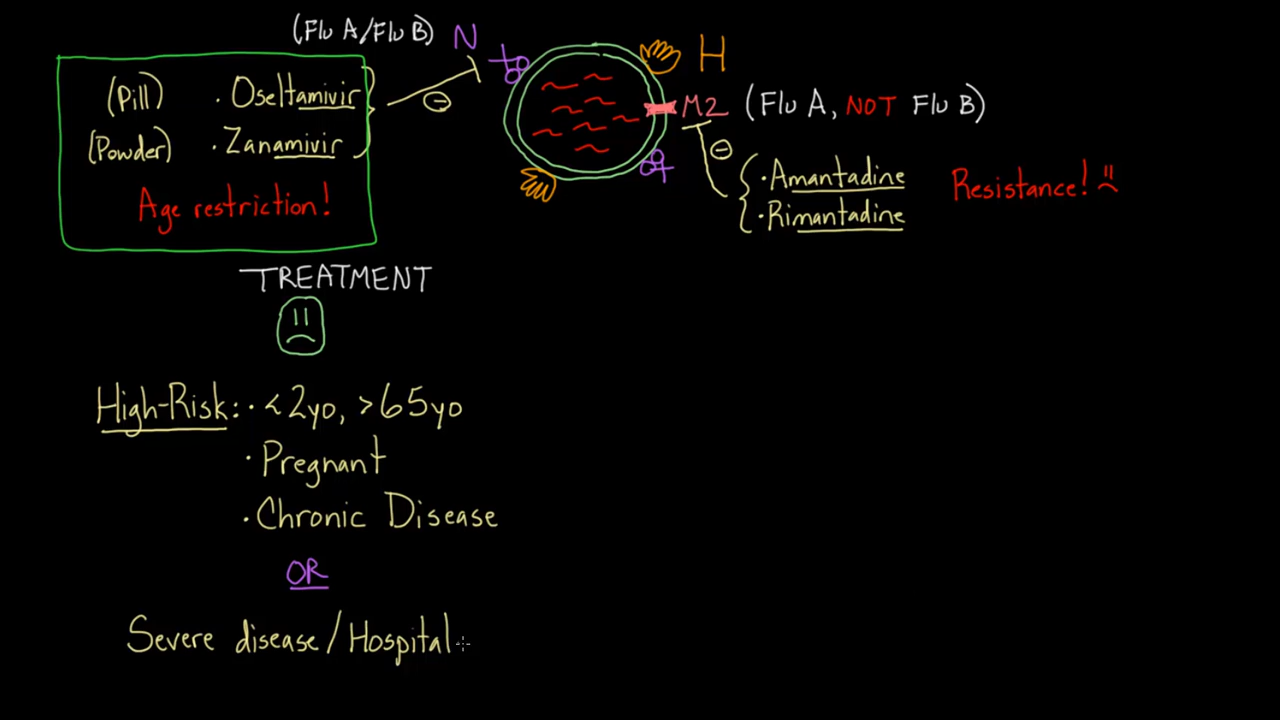 (Flu A/Flu B) N
H
(Pill) · Oseltamivir
(Powder) · Zanamivir
Age restriction!
M2 (Flu A, NOT Flu B)
· Amantadine
· Rimantadine
Resistance!
TREATMENT
High-Risk: · <2yo, >65yo
· Pregnant
· Chronic Disease
OR
Severe disease/Hospital